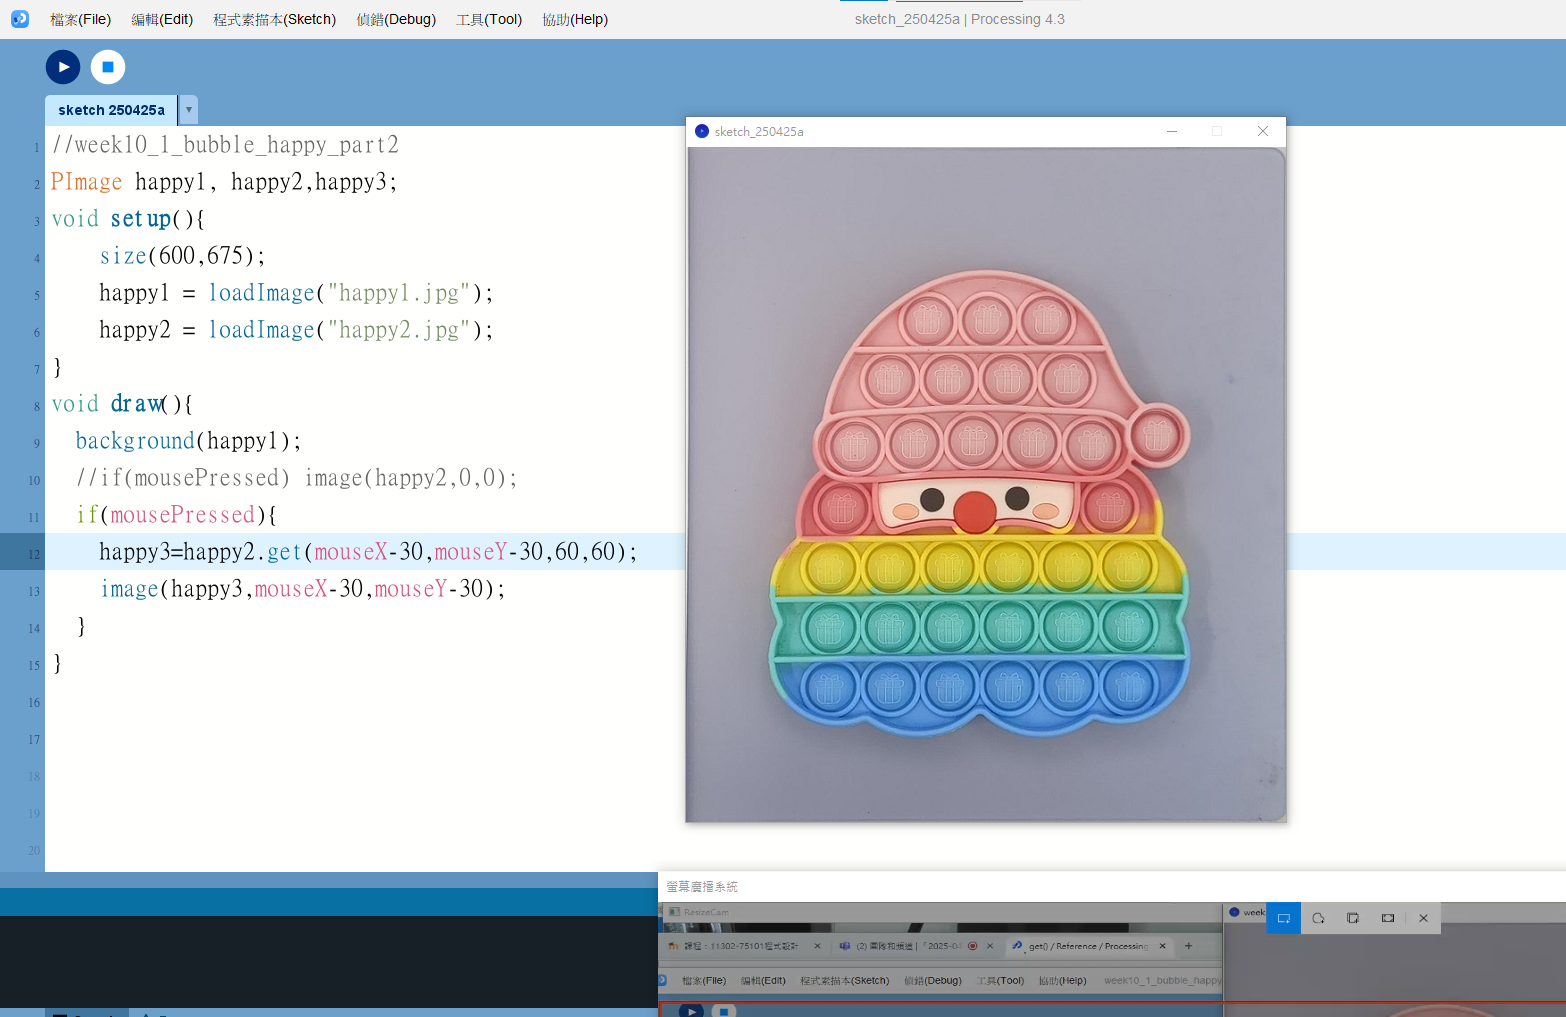 檔案(File) 編輯(Edit) 程式素描本(Sketch) 偵錯(Debug) 工具(Tool) 協助(Help) sketch_250425a | Processing 4.3
sketch 250425a
1 //week10_1_bubble_happy_part2
2 PImage happy1, happy2,happy3;
3 void setup(){
4 size(600,675);
5 happy1 = loadImage("happy1.jpg");
6 happy2 = loadImage("happy2.jpg");
7 }
8 void draw(){
9 background(happy1);
10 //if(mousePressed) image(happy2,0,0);
11 if(mousePressed){
12 happy3=happy2.get(mouseX-30,mouseY-30,60,60);
13 image(happy3,mouseX-30,mouseY-30);
14 }
15 }
16
17
18
19
20
sketch_250425a
螢幕廣播系統
ResizeCam week
課程：11302-75101程式設計 (2) 團隊和頻道 | get() / Reference / Processing
檔案(File) 編輯(Edit) 程式素描本(Sketch) 偵錯(Debug) 工具(Tool) 協助(Help) week10_1_bubble_happy